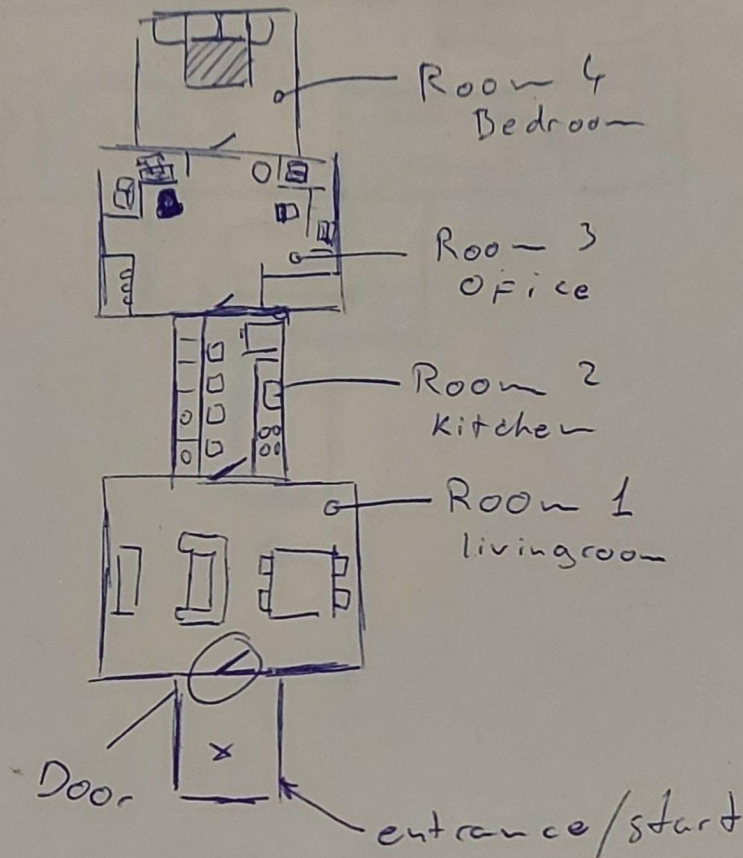 Room 4
Bedroom
Room 3
Ofice
Room 2
Kitchen
Room 1
livingroom
Door
x
entrance/start